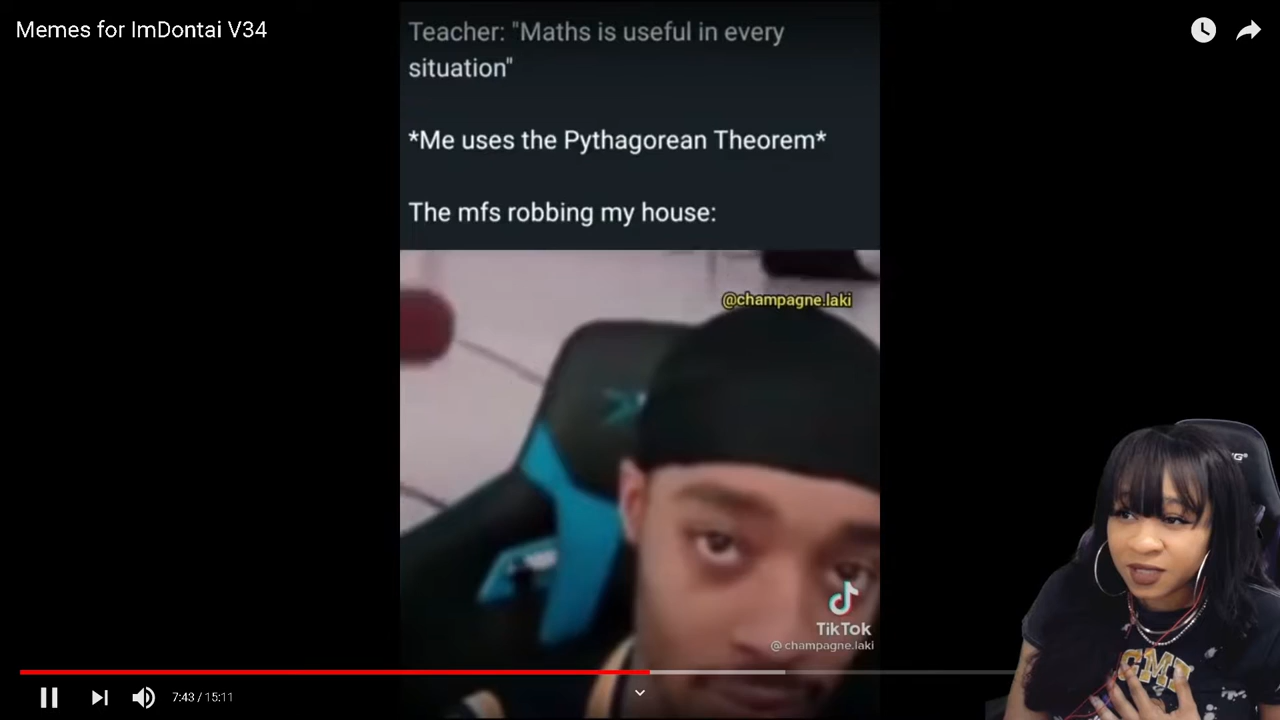 Memes for ImDontai V34
Teacher: "Maths is useful in every
situation"
*Me uses the Pythagorean Theorem*
The mfs robbing my house:
@champagne.laki
TikTok
@champagne.laki
7:43 / 15:11